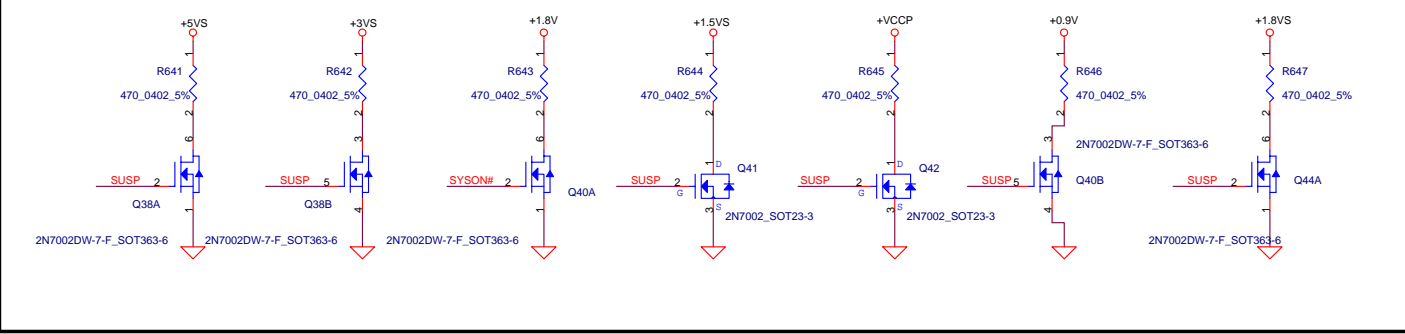 +5VS +3VS +1.8V +1.5VS +VCCP +0.9V +1.8VS
1 1 1 1 1 1 1
R641 R642 R643 R644 R645 R646 R647
470_0402_5% 470_0402_5% 470_0402_5% 470_0402_5% 470_0402_5% 470_0402_5% 470_0402_5%
2 2 2 2 2 2 2
6 3 6 3 6
2N7002DW-7-F_SOT363-6
1 D Q41 1 D Q42
SUSP 2 SUSP 5 SYSON# 2 SUSP 2 SUSP 2 SUSP 5 Q40B SUSP 2 Q44A
G G
Q38A Q38B Q40A
1 4 1 3 S 3 S 4 1
2N7002_SOT23-3 2N7002_SOT23-3
2N7002DW-7-F_SOT363-6 2N7002DW-7-F_SOT363-6 2N7002DW-7-F_SOT363-6 2N7002DW-7-F_SOT363-6